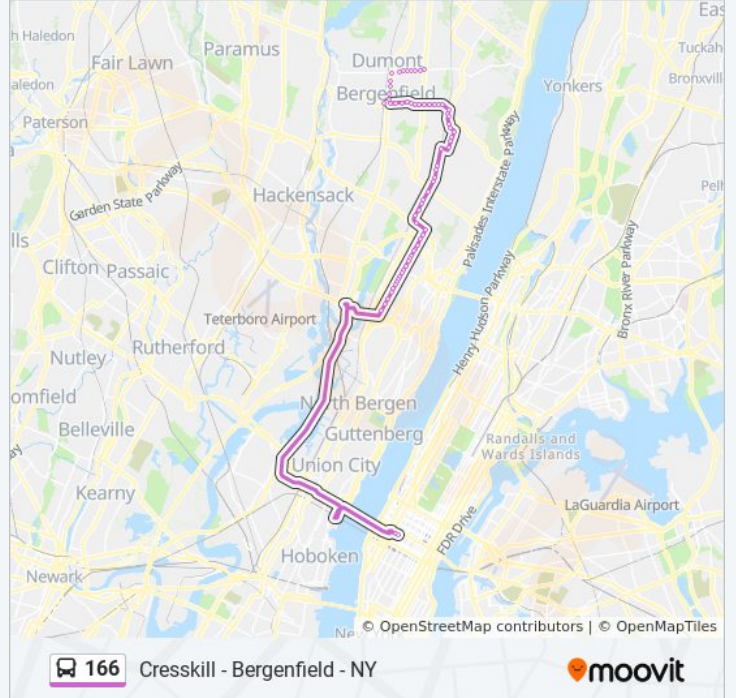 Eas
h Haledon
Paramus
Fair Lawn
Dumont
Tuckah
aledon
Bronxvill
Yonkers
Bergenfield
Paterson
Palisades Interstate Parkway
Garden State Parkway
Hackensack
Pelh
lls
Clifton Passaic
Henry Hudson Parkway
Bronx River Parkway
Teterboro Airport
Rutherford
Nutley
omfield
North Bergen
Belleville
Guttenberg
Randalls and
Wards Islands
Union City
Kearny
LaGuardia Airport
FDR Drive
Hoboken
Newark
© OpenStreetMap contributors | © OpenMapTiles
166 Cresskill - Bergenfield - NY
moovit